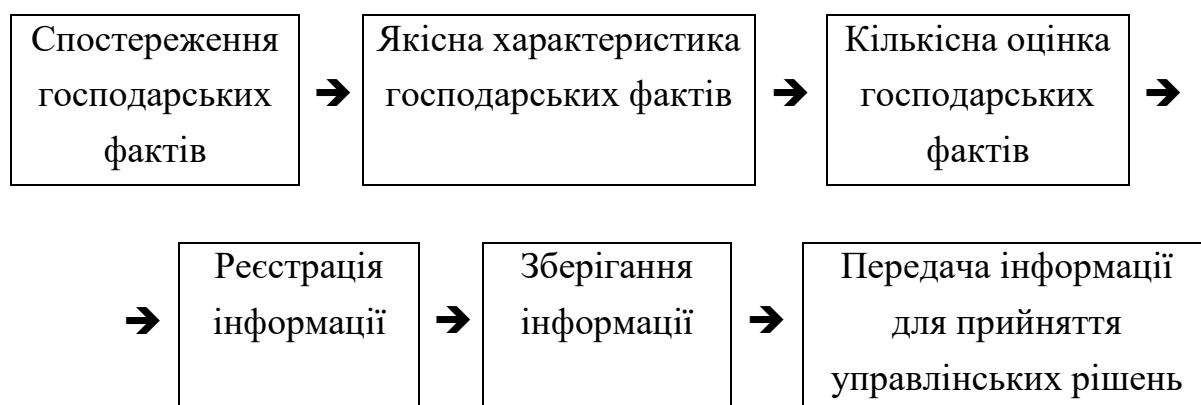 Спостереження
господарських
фактів
Якісна характеристика
господарських фактів
Кількісна оцінка
господарських
фактів
Реєстрація
інформації
Зберігання
інформації
Передача інформації
для прийняття
управлінських рішень